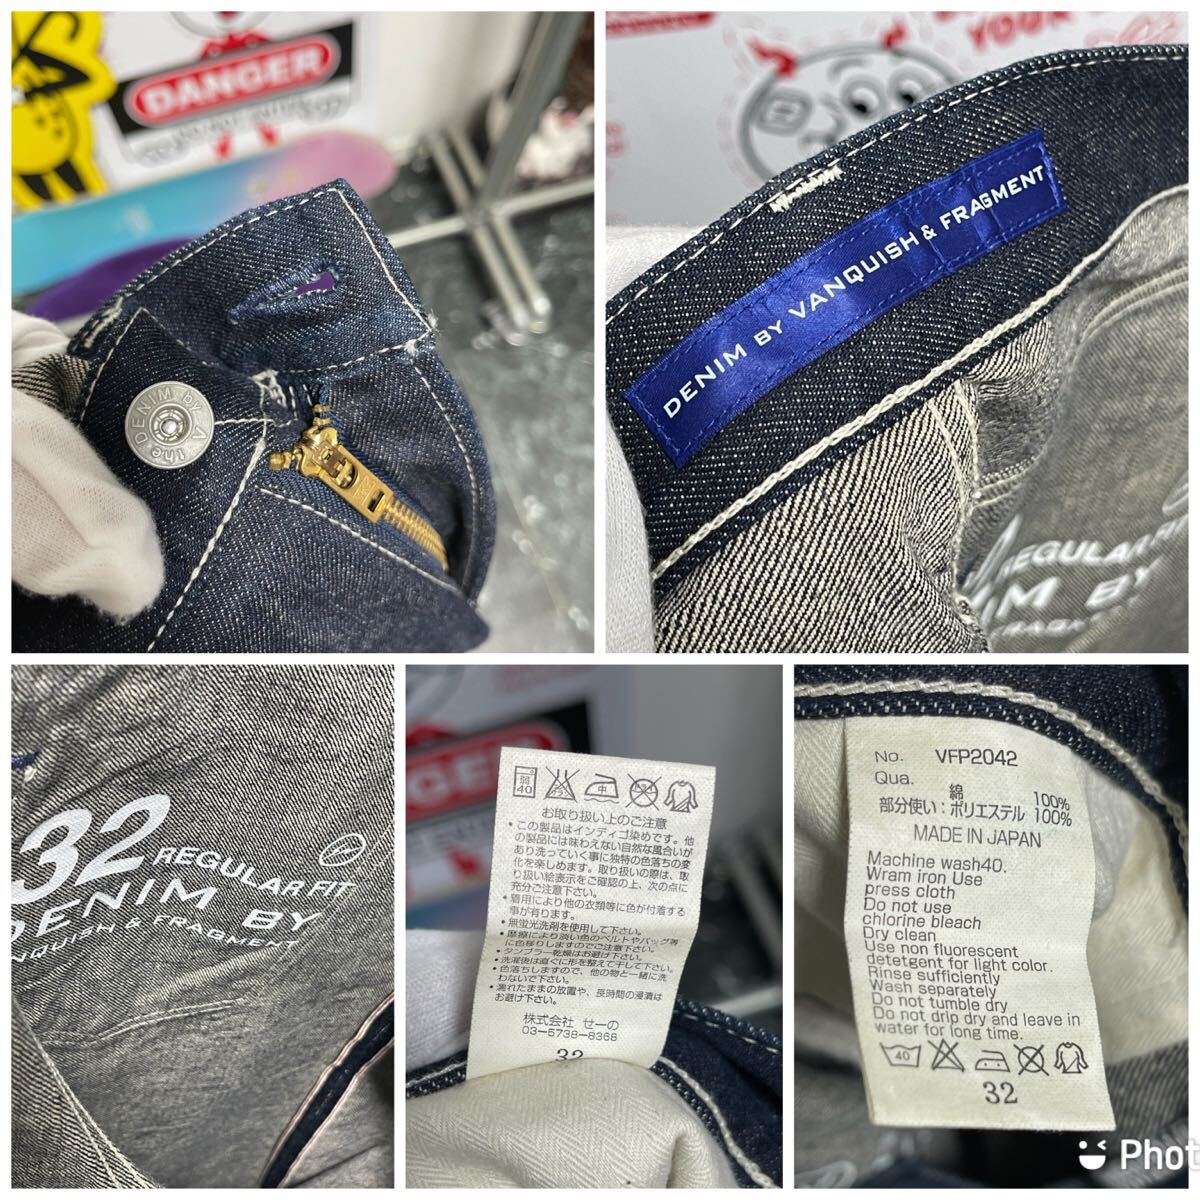 DANGER
the DENIM by
YOUR
DENIM BY VANQUISH & FRAGMENT
REGULAR
M BY
32 REGULAR FIT
DENIM BY
NQUISH & FRAGMENT
弱
40
中
お取り扱い上のご注意
・この製品はインディゴ染めです。他
の製品には味わえない自然な風合いが
あり洗っていく事に独特の色落ちの変
化を楽しめます。取り扱いの際は、取
り扱い絵表示をご確認の上、次の点に
充分ご注意下さい。
・着用により他の衣類等に色が付着する
事が有ります。
・無蛍光洗剤を使用して下さい。
・摩擦により淡い色のベルトやバッグ等
に色移りしますのでご注意下さい。
・タンブラー乾燥はお避け下さい。
・洗濯後は直ぐに形を整えて干して下さい。
・色落ちしますので、他の物と一緒に洗
わないで下さい。
・濡れたままの放置や、長時間の浸漬は
お避け下さい。
株式会社 せーの
03-5738-8368
32
No. VFP2042
Qua.
綿 100%
部分使い：ポリエステル 100%
MADE IN JAPAN
Machine wash40.
Wram iron Use
press cloth
Do not use
chlorine bleach
Dry clean
Use non fluorescent
detetgent for light color.
Rinse sufficiently
Wash separately
Do not tumble dry
Do not drip dry and leave in
water for long time.
40
32
Phot